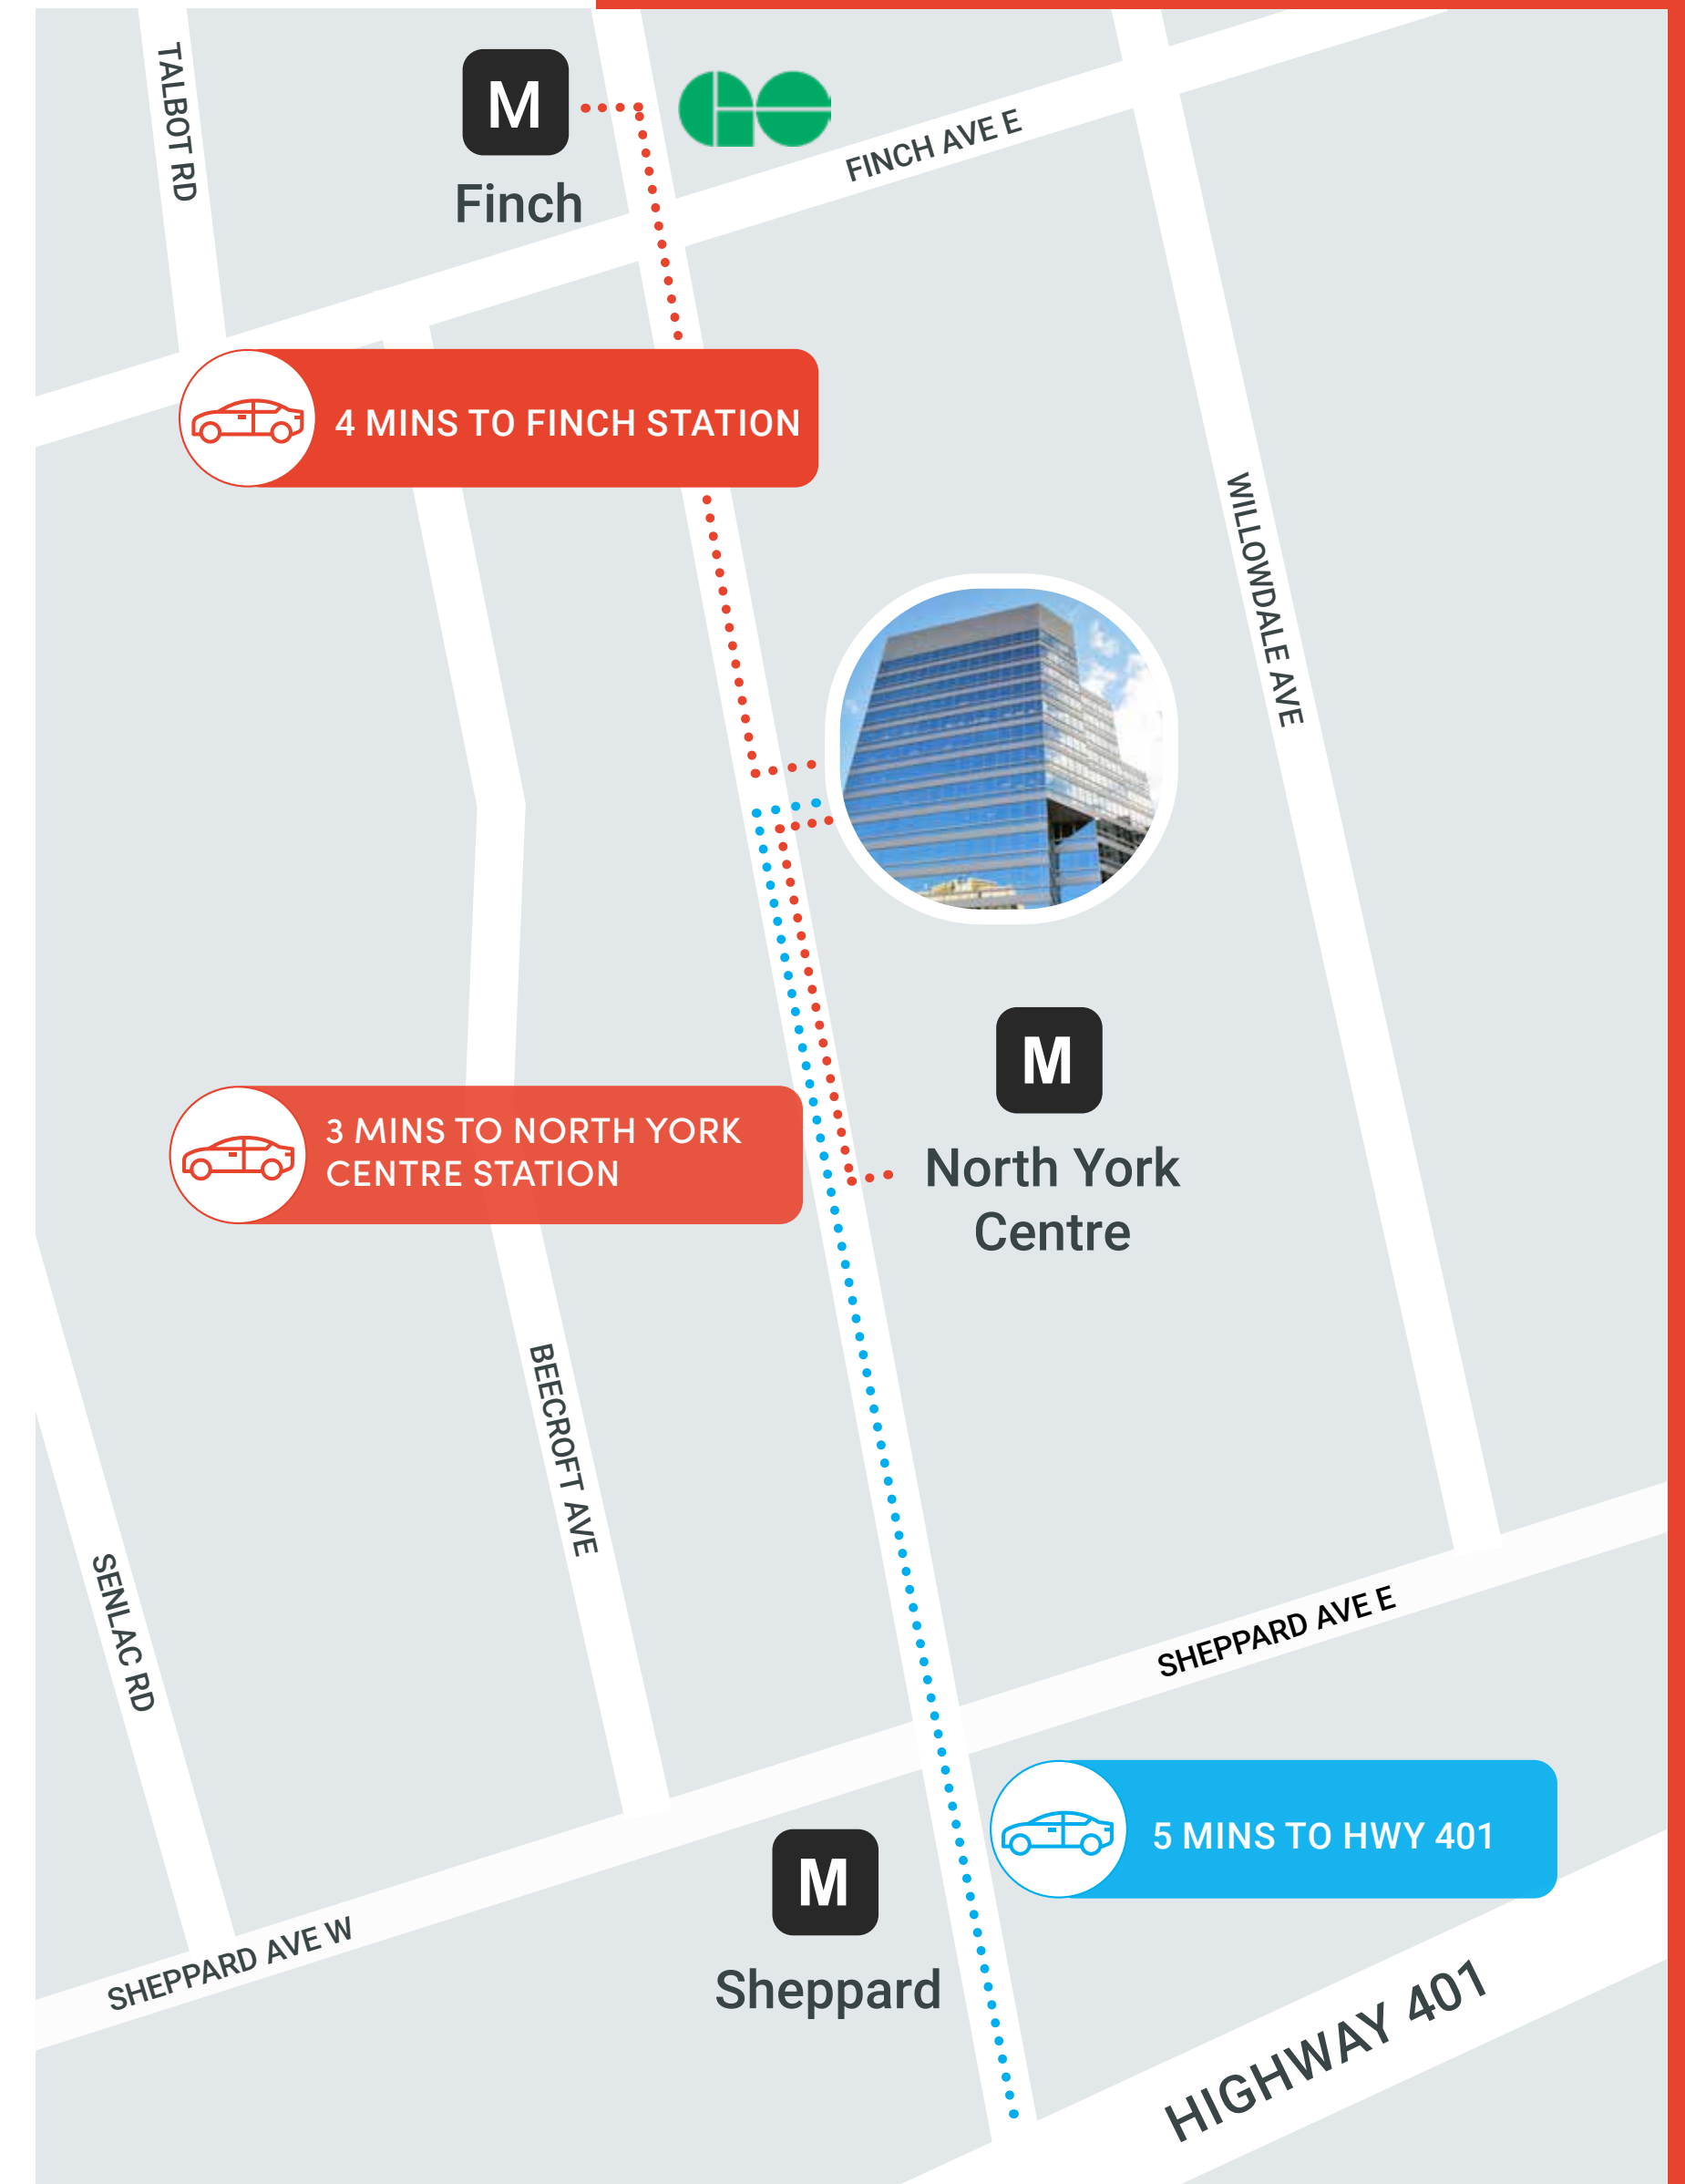 TALBOT RD
M
GO
Finch
FINCH AVE E
4 MINS TO FINCH STATION
WILLOWDALE AVE
M
North York
Centre
3 MINS TO NORTH YORK
CENTRE STATION
BEECROFT AVE
SENLAC RD
SHEPPARD AVE E
5 MINS TO HWY 401
M
Sheppard
SHEPPARD AVE W
HIGHWAY 401